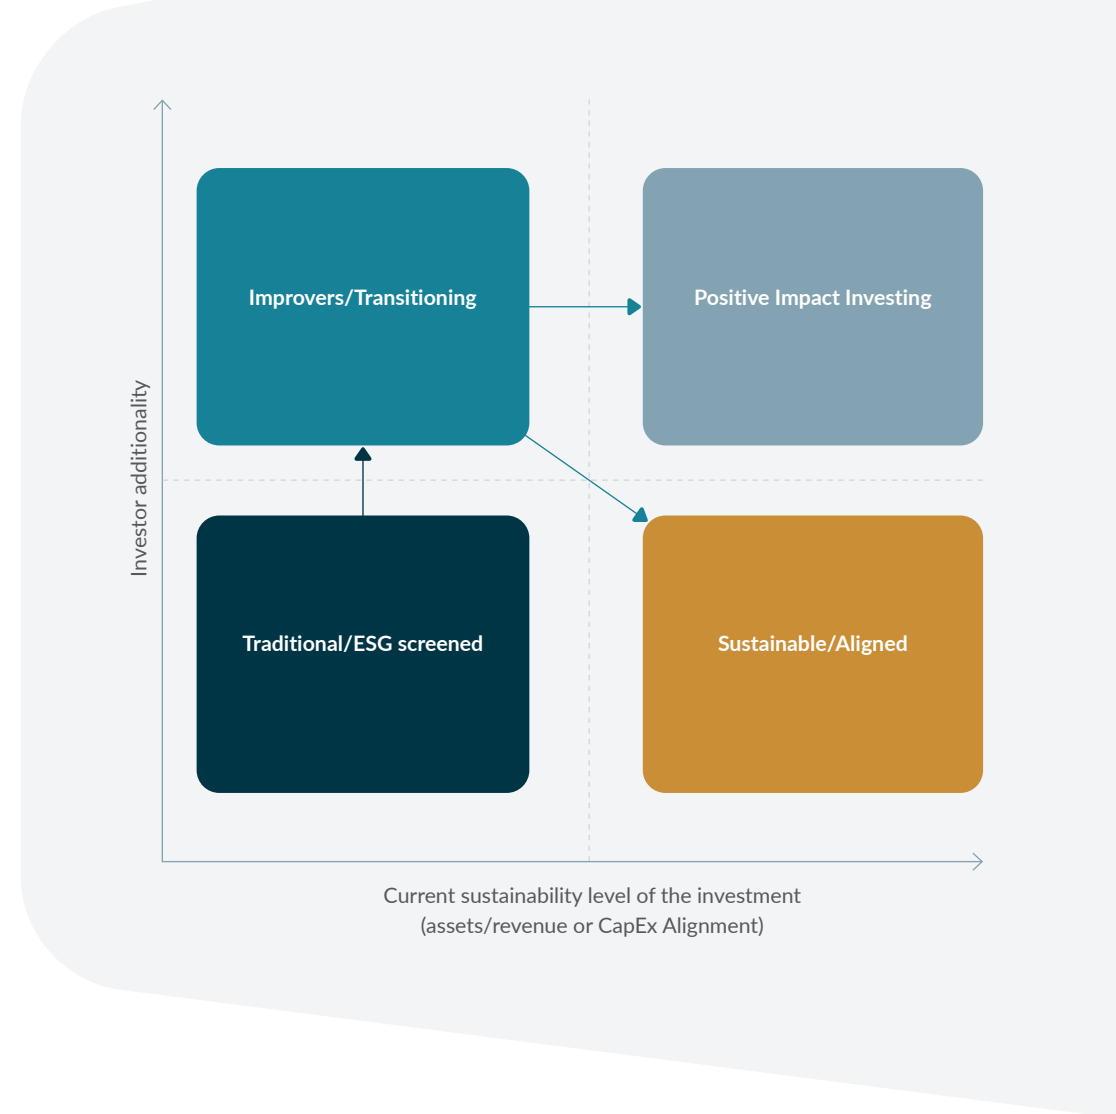 Improvers/Transitioning
Positive Impact Investing
Investor additionality
Traditional/ESG screened
Sustainable/Aligned
Current sustainability level of the investment
(assets/revenue or CapEx Alignment)